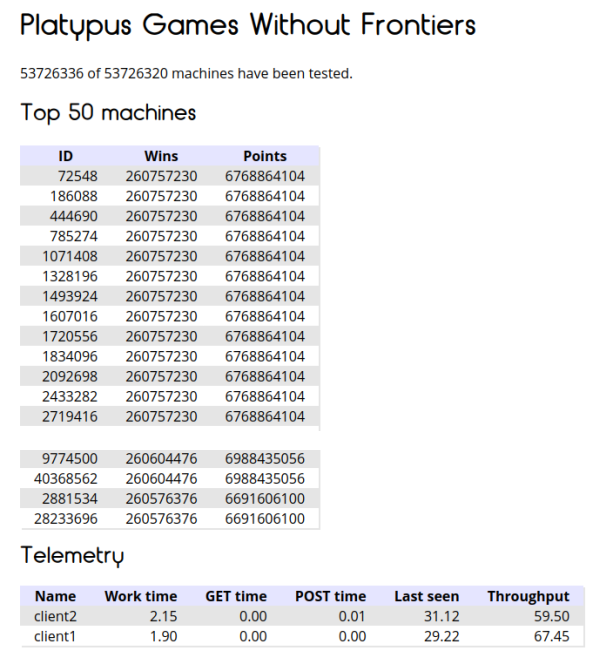 Platypus Games Without Frontiers
53726336 of 53726320 machines have been tested.
Top 50 machines
ID Wins Points
72548 260757230 6768864104
186088 260757230 6768864104
444690 260757230 6768864104
785274 260757230 6768864104
1071408 260757230 6768864104
1328196 260757230 6768864104
1493924 260757230 6768864104
1607016 260757230 6768864104
1720556 260757230 6768864104
1834096 260757230 6768864104
2092698 260757230 6768864104
2433282 260757230 6768864104
2719416 260757230 6768864104
9774500 260604476 6988435056
40368562 260604476 6988435056
2881534 260576376 6691606100
28233696 260576376 6691606100
Telemetry
Name Work time GET time POST time Last seen Throughput
client2 2.15 0.00 0.01 31.12 59.50
client1 1.90 0.00 0.00 29.22 67.45